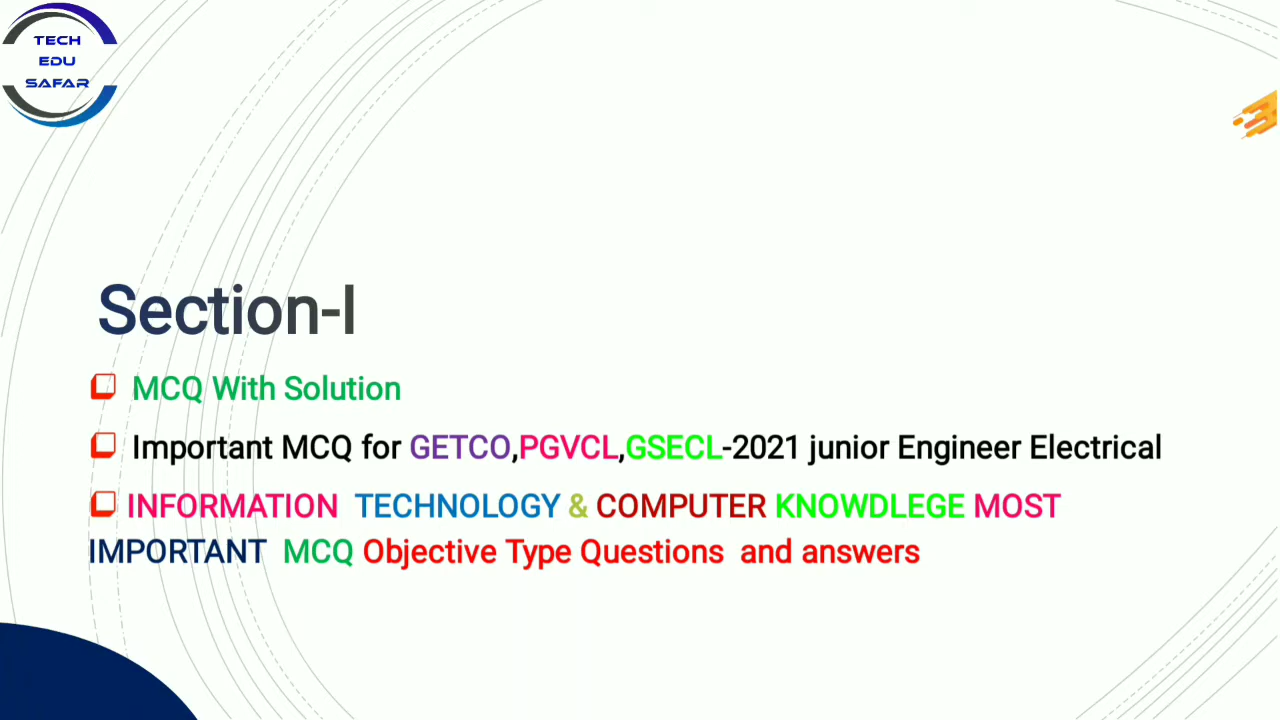 TECH
EDU
SAFAR
Section-I
MCQ With Solution
Important MCQ for GETCO,PGVCL,GSECL-2021 junior Engineer Electrical
INFORMATION TECHNOLOGY & COMPUTER KNOWDLEGE MOST
IMPORTANT MCQ Objective Type Questions and answers